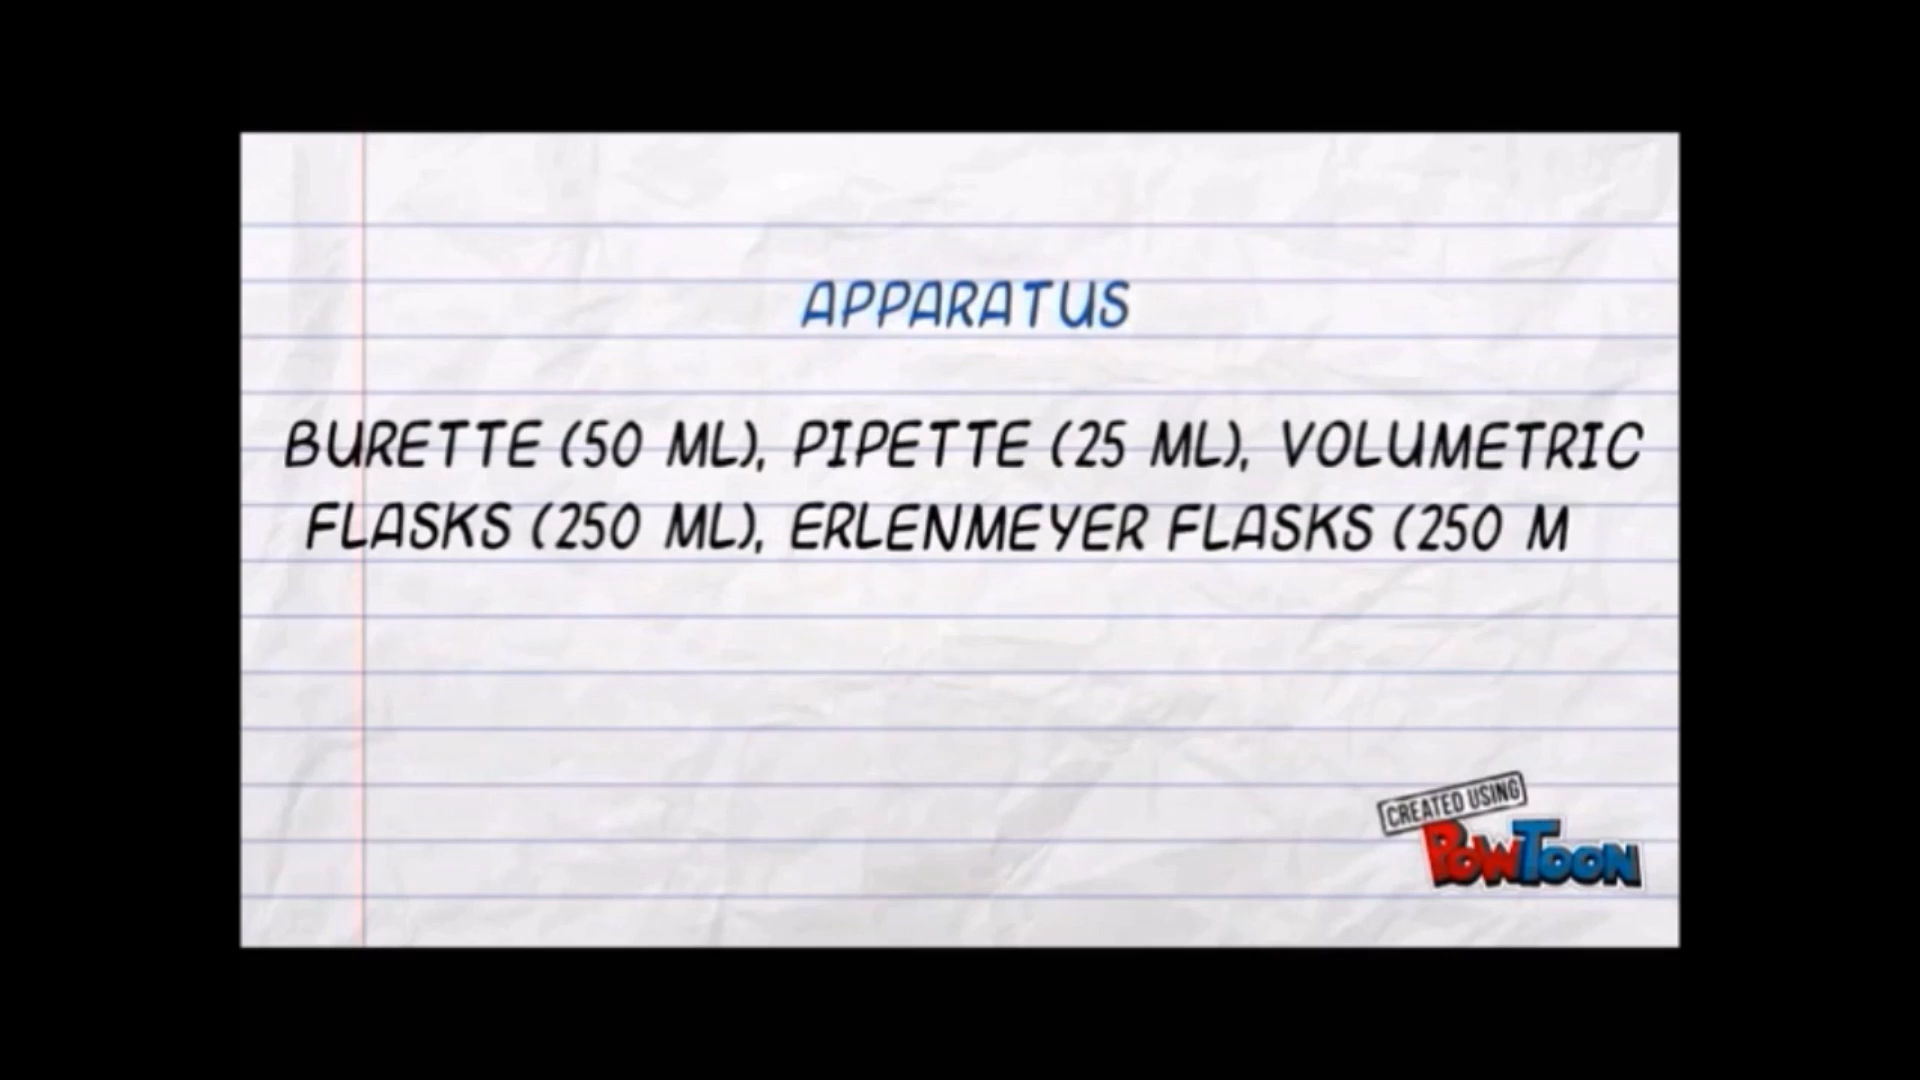 APPARATUS
BURETTE (50 ML), PIPETTE (25 ML), VOLUMETRIC
FLASKS (250 ML), ERLENMEYER FLASKS (250 M
CREATED USING
POWTOON